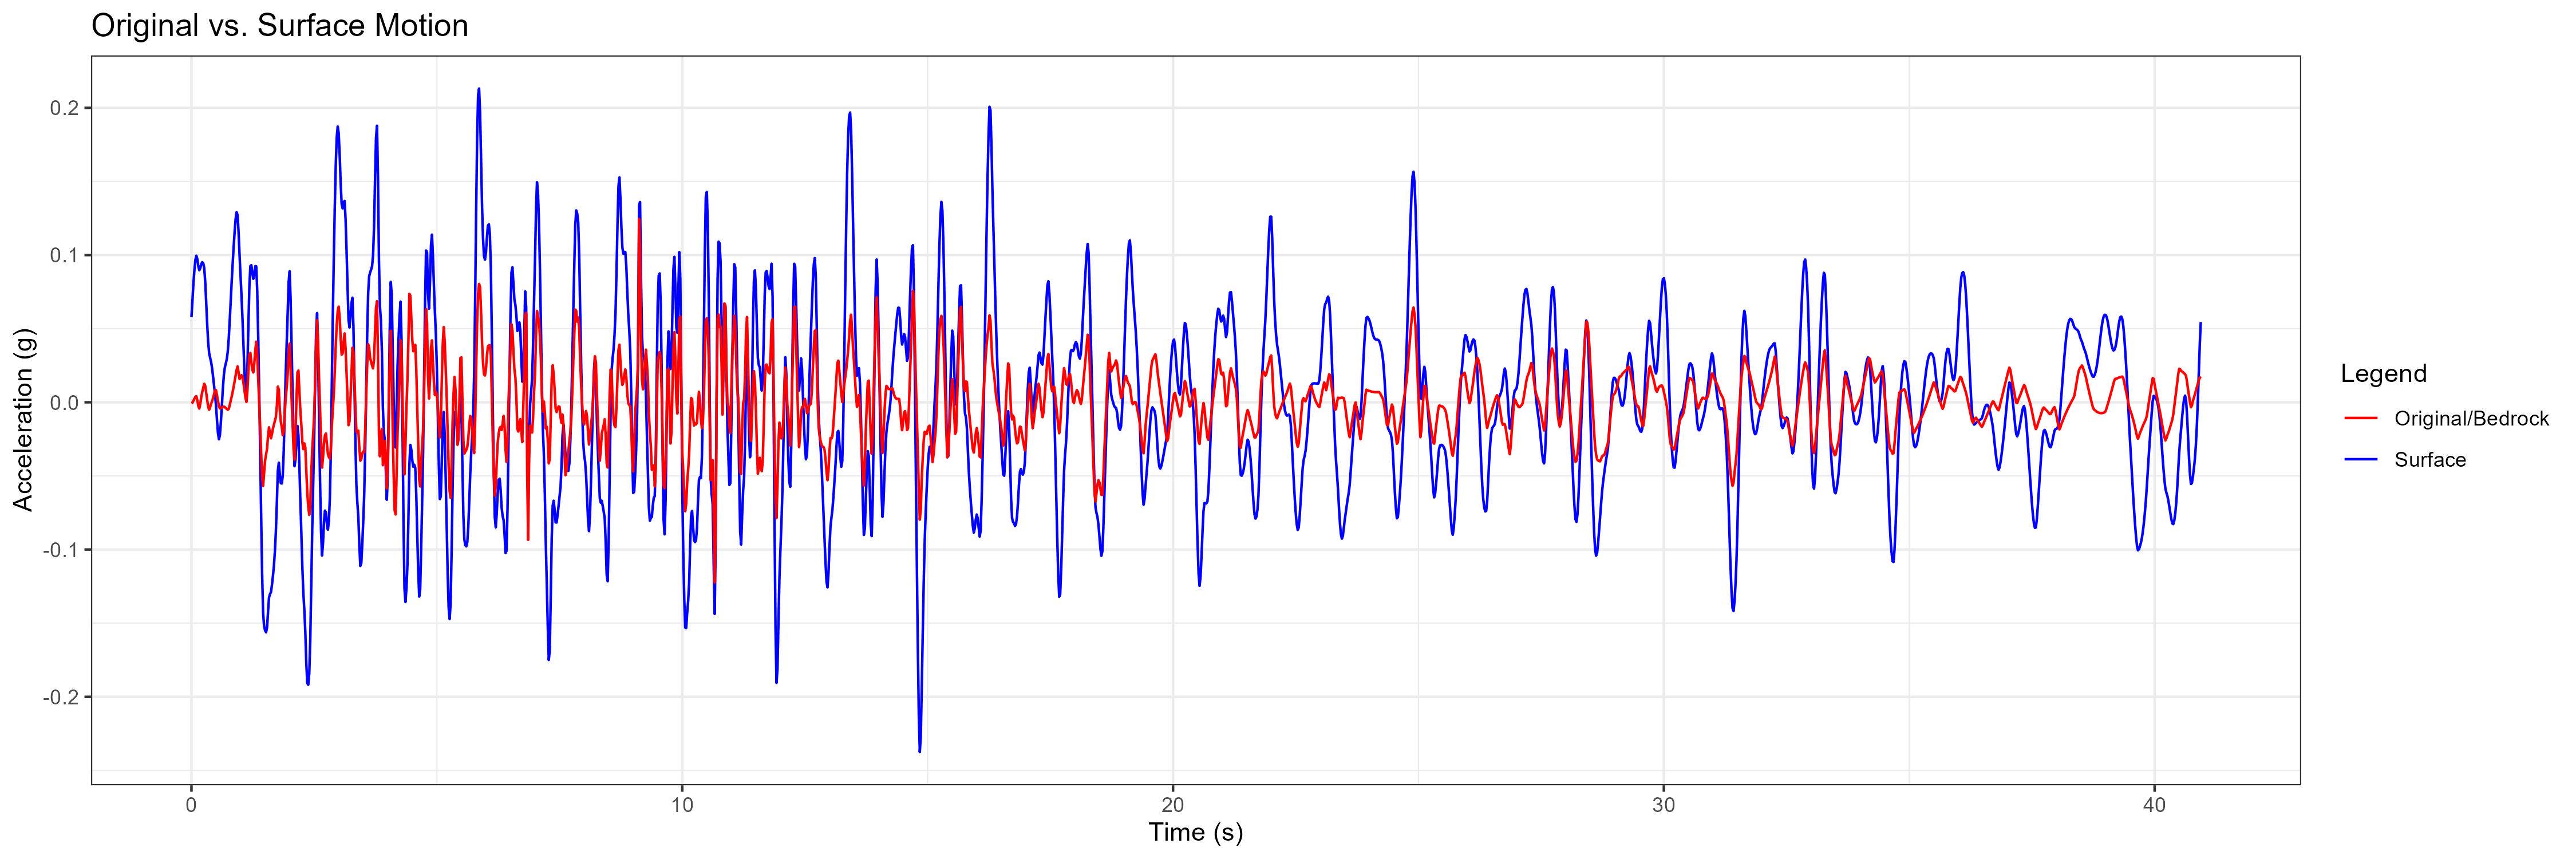 Original vs. Surface Motion
Acceleration (g)
0.2
0.1
0.0
-0.1
-0.2
0 10 20 30 40
Time (s)
Legend
Original/Bedrock
Surface